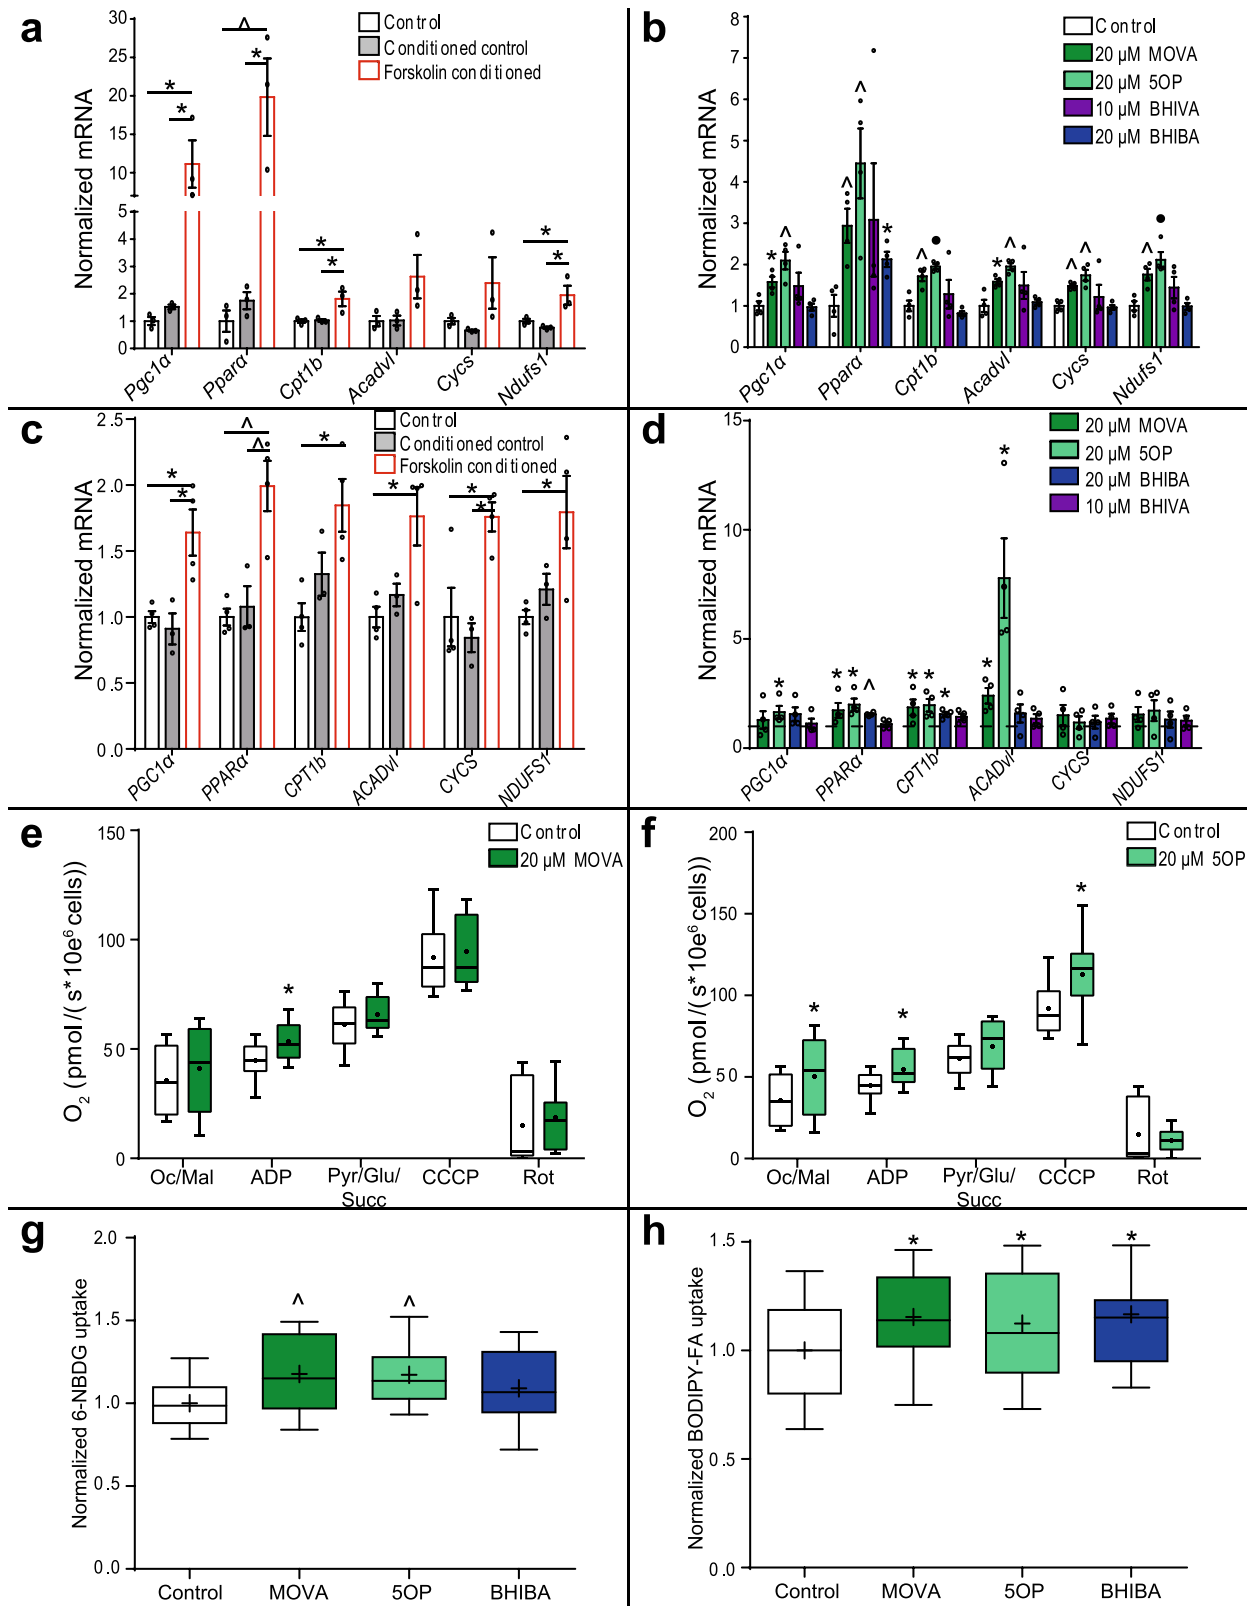 a
Control
Conditioned control
Forskolin conditioned
Normalized mRNA
30
25
20
15
10
5
4
3
2
1
0
^
*
*
*
*
*
*
*
Pgc1α
Pparα
Cpt1b
Acadvl
Cycs
Ndufs1
b
Control
20 µM MOVA
20 µM 5OP
10 µM BHIVA
20 µM BHIBA
Normalized mRNA
8
6
4
3
2
1
0
*
^
^
^
*
^
●
*
^
^
^
^
●
Pgc1α
Pparα
Cpt1b
Acadvl
Cycs
Ndufs1
c
Control
Conditioned control
Forskolin conditioned
Normalized mRNA
2.5
2.0
1.5
1.0
0.5
0.0
*
*
^
^
*
*
*
*
*
PGC1α
PPARα
CPT1b
ACADvl
CYCS
NDUFS1
d
20 µM MOVA
20 µM 5OP
20 µM BHIBA
10 µM BHIVA
Normalized mRNA
15
10
5
0
*
*
*
^
*
*
*
*
*
PGC1α
PPARα
CPT1b
ACADvl
CYCS
NDUFS1
e
Control
20 µM MOVA
O2 (pmol/(s*10e6 cells))
150
100
50
0
*
Oc/Mal
ADP
Pyr/Glu/
Succ
CCCP
Rot
f
Control
20 µM 5OP
O2 (pmol/(s*10e6 cells))
200
150
100
50
0
*
*
*
Oc/Mal
ADP
Pyr/Glu/
Succ
CCCP
Rot
g
Normalized 6-NBDG uptake
2.0
1.5
1.0
0.5
0.0
^
^
Control
MOVA
5OP
BHIBA
h
Normalized BODIPY-FA uptake
1.5
1.0
0.5
0.0
*
*
*
Control
MOVA
5OP
BHIBA